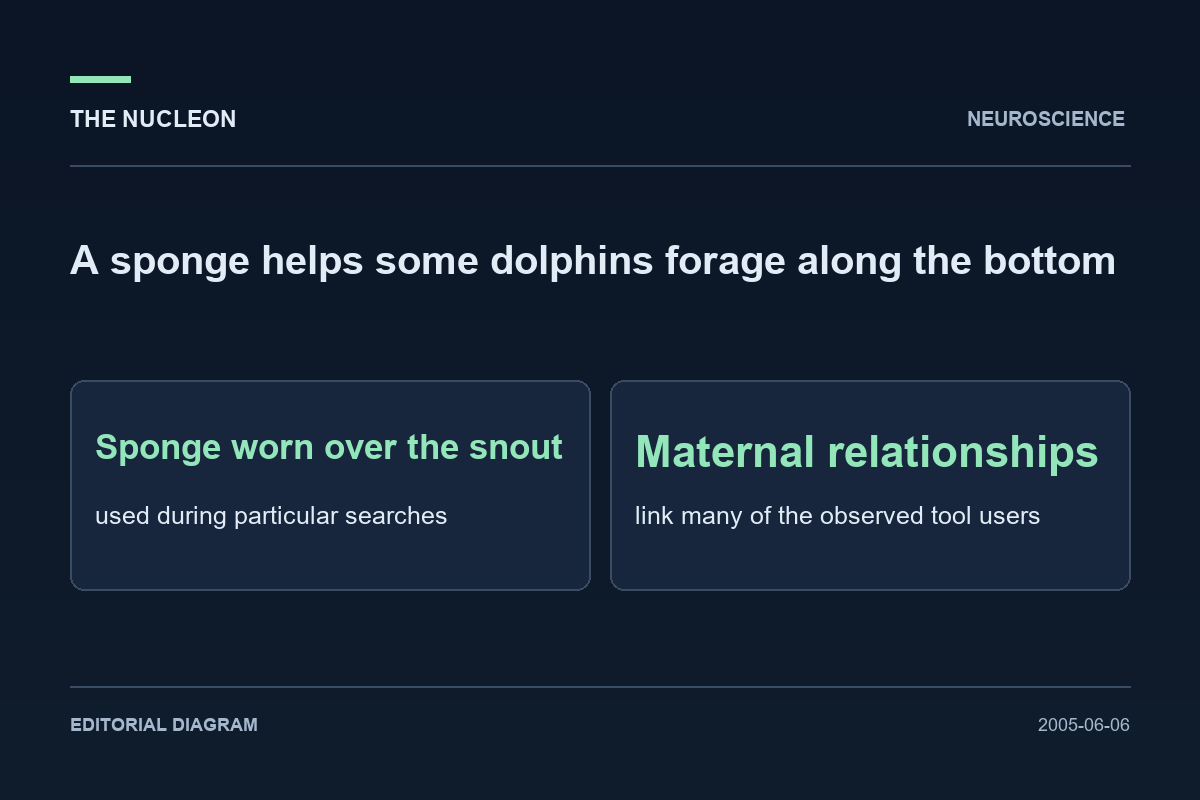 THE NUCLEON
NEUROSCIENCE
A sponge helps some dolphins forage along the bottom
Sponge worn over the snout
used during particular searches
Maternal relationships
link many of the observed tool users
EDITORIAL DIAGRAM
2005-06-06